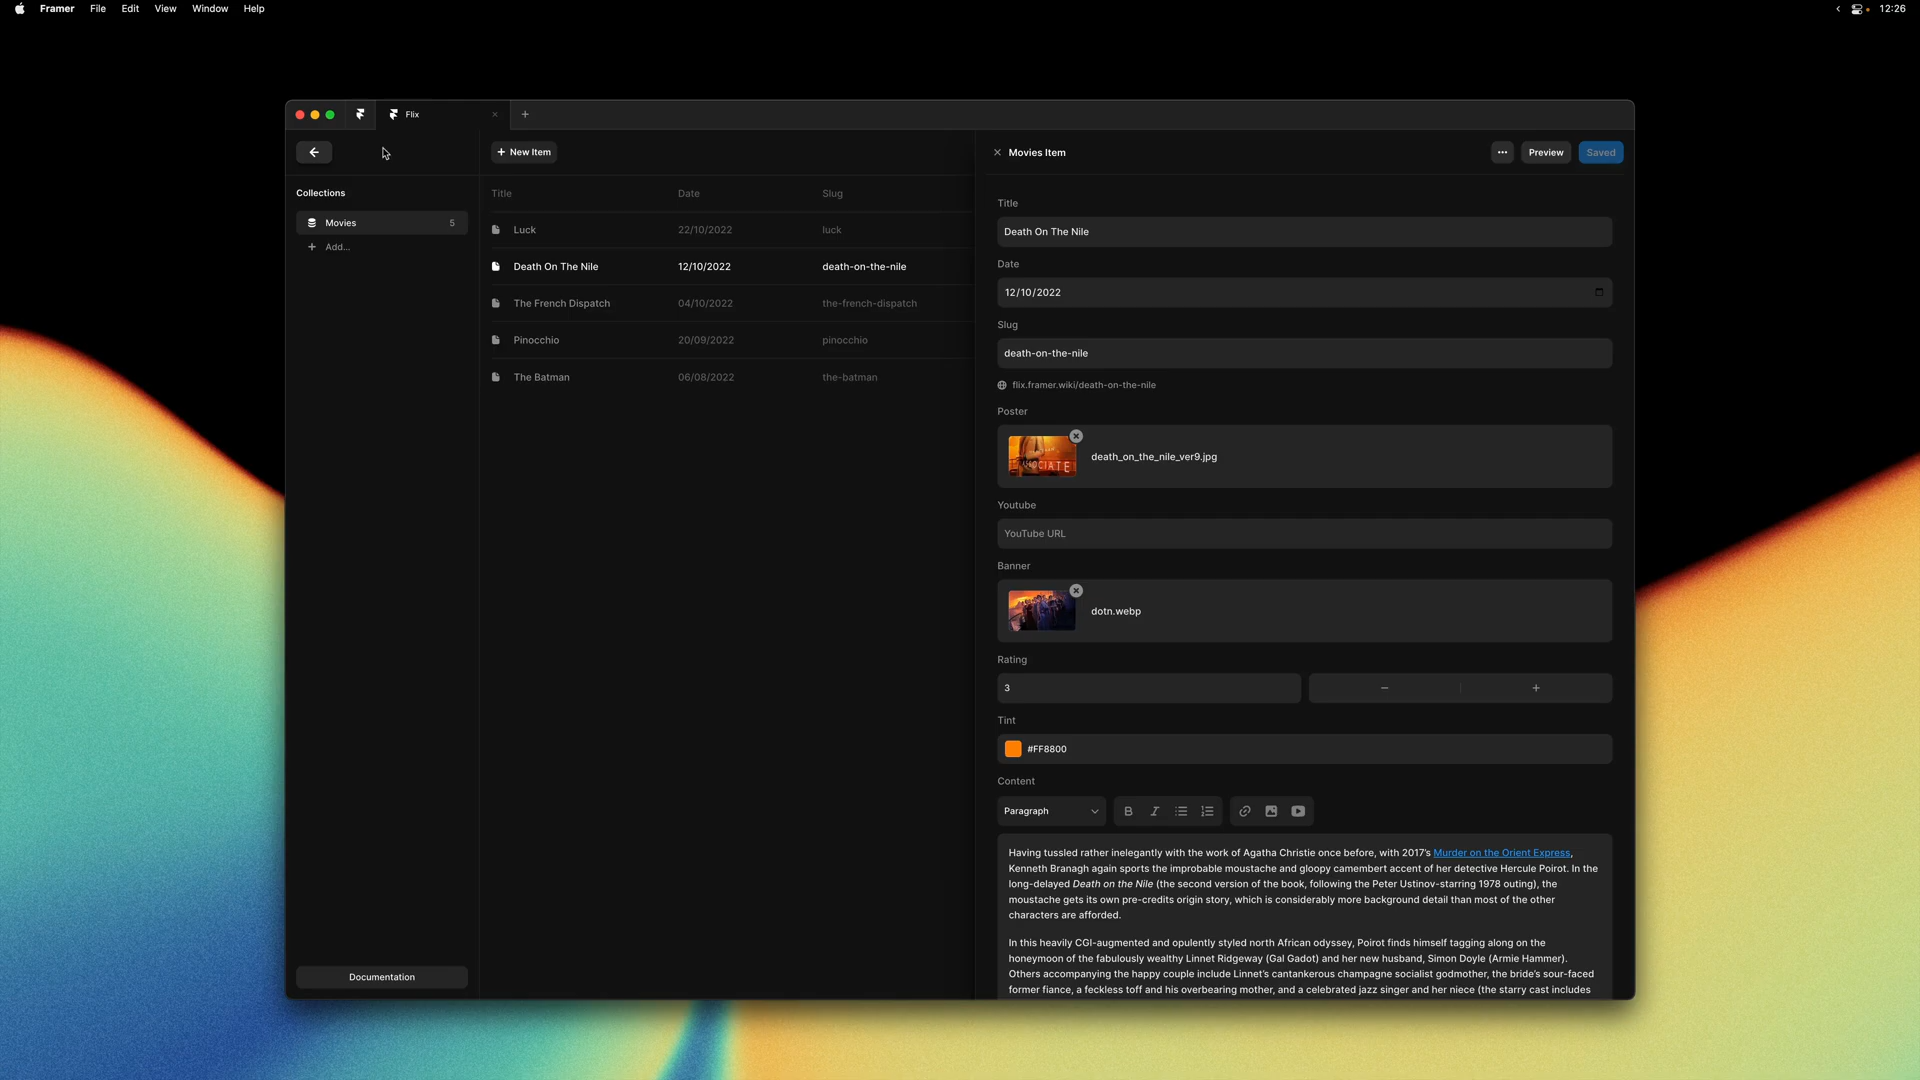 Framer File Edit View Window Help
12:26
Flix
New Item
Movies Item
Preview
Saved
Collections
Movies 5
Add...
Title Date Slug
Luck 22/10/2022 luck
Death On The Nile 12/10/2022 death-on-the-nile
The French Dispatch 04/10/2022 the-french-dispatch
Pinocchio 20/09/2022 pinocchio
The Batman 06/08/2022 the-batman
Documentation
Title
Death On The Nile
Date
12/10/2022
Slug
death-on-the-nile
flix.framer.wiki/death-on-the-nile
Poster
death_on_the_nile_ver9.jpg
Youtube
YouTube URL
Banner
dotn.webp
Rating
3
Tint
#FF8800
Content
Paragraph
B I
Having tussled rather inelegantly with the work of Agatha Christie once before, with 2017's Murder on the Orient Express,
Kenneth Branagh again sports the improbable moustache and gloopy camembert accent of her detective Hercule Poirot. In the
long-delayed Death on the Nile (the second version of the book, following the Peter Ustinov-starring 1978 outing), the
moustache gets its own pre-credits origin story, which is considerably more background detail than most of the other
characters are afforded.
In this heavily CGI-augmented and opulently styled north African odyssey, Poirot finds himself tagging along on the
honeymoon of the fabulously wealthy Linnet Ridgeway (Gal Gadot) and her new husband, Simon Doyle (Armie Hammer).
Others accompanying the happy couple include Linnet's cantankerous champagne socialist godmother, the bride's sour-faced
former fiance, a feckless toff and his overbearing mother, and a celebrated jazz singer and her niece (the starry cast includes